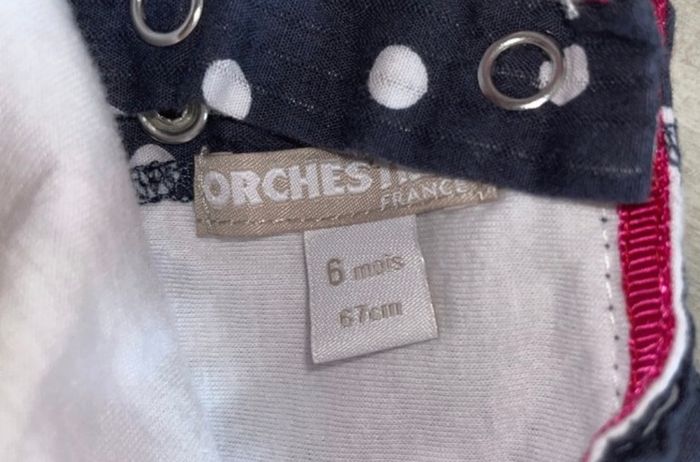 ORCHEST
FRANCE
6 mois
67cm